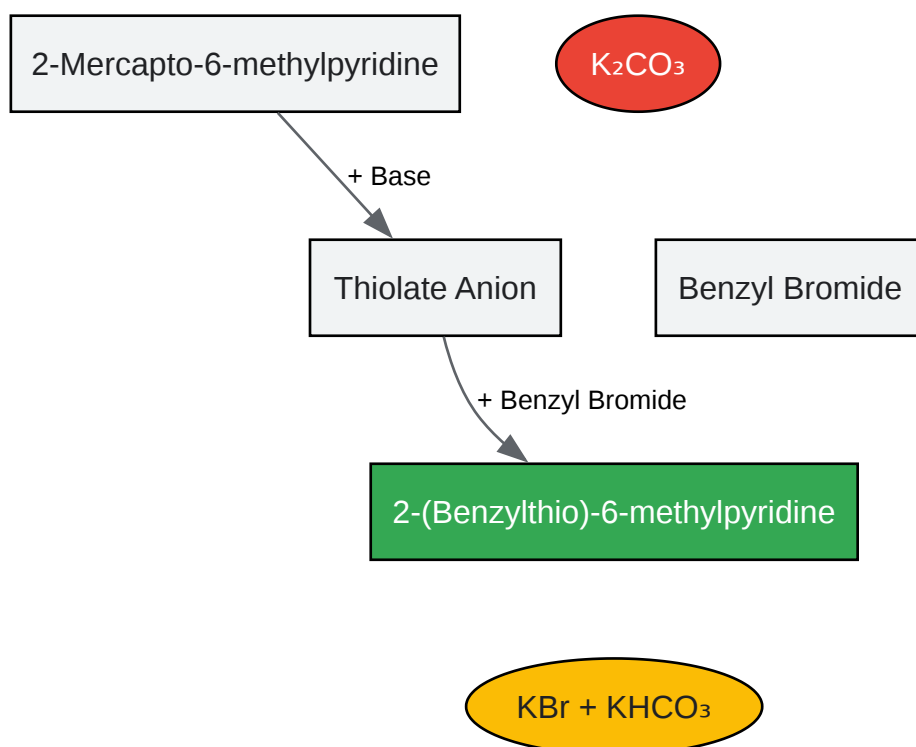 2-Mercapto-6-methylpyridine
K₂CO₃
+ Base
Thiolate Anion
Benzyl Bromide
+ Benzyl Bromide
2-(Benzylthio)-6-methylpyridine
KBr + KHCO₃